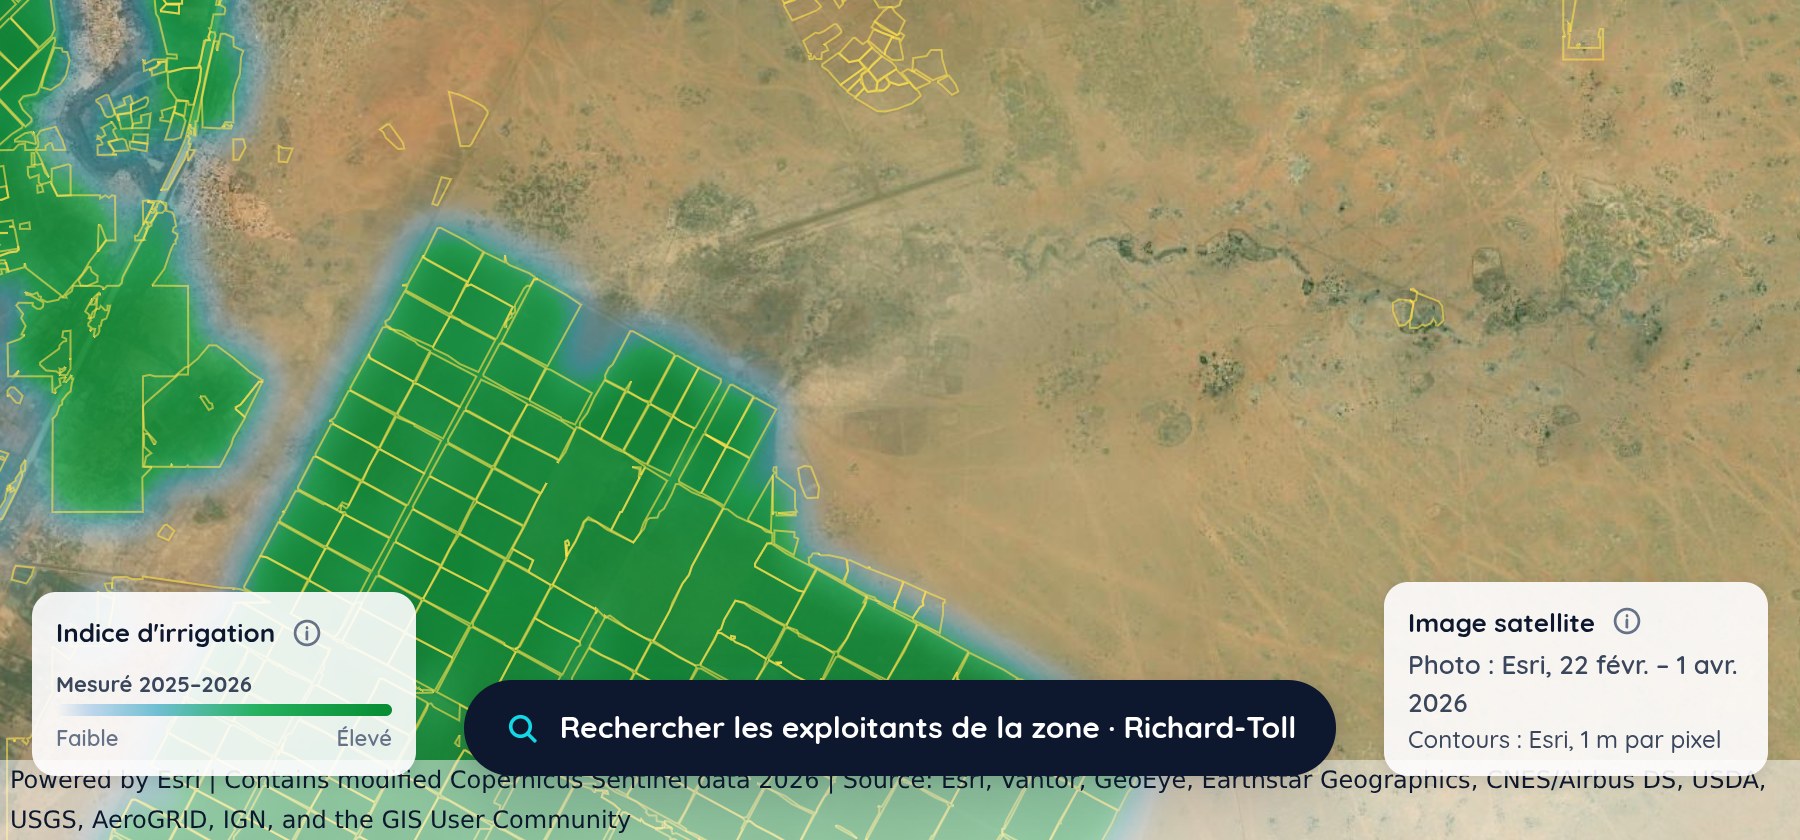 Indice d'irrigation
Mesuré 2025–2026
Faible
Élevé
Rechercher les exploitants de la zone · Richard-Toll
Image satellite
Photo : Esri, 22 févr. – 1 avr.
2026
Contours : Esri, 1 m par pixel
Powered by Esri | Contains modified Copernicus Sentinel data 2026 | Source: Esri, Vantor, GeoEye, Earthstar Geographics, CNES/Airbus DS, USDA,
USGS, AeroGRID, IGN, and the GIS User Community